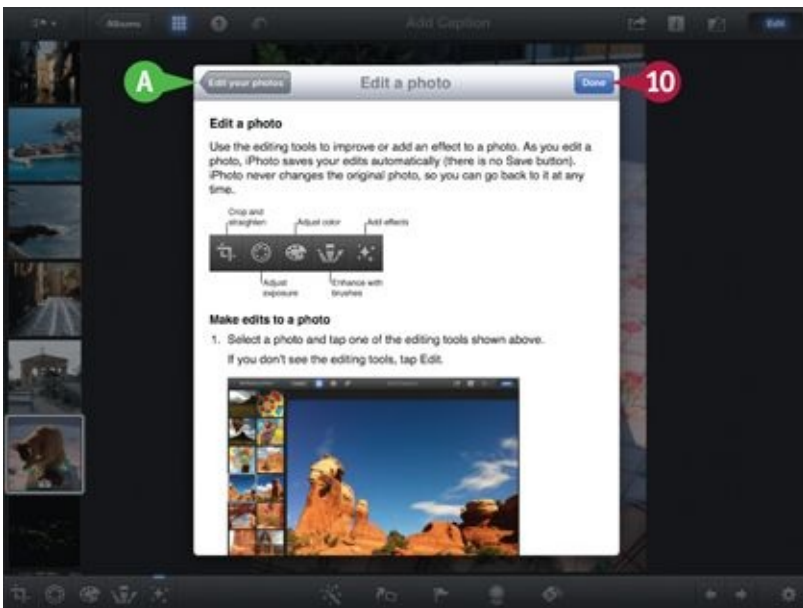 Albums
Add Caption
Edit
A
Edit your photos
Edit a photo
Done
10
Edit a photo
Use the editing tools to improve or add an effect to a photo. As you edit a
photo, iPhoto saves your edits automatically (there is no Save button).
iPhoto never changes the original photo, so you can go back to it at any
time.
Crop and
straighten
Adjust color
Add effects
Adjust
exposure
Enhance with
brushes
Make edits to a photo
1. Select a photo and tap one of the editing tools shown above.
If you don't see the editing tools, tap Edit.